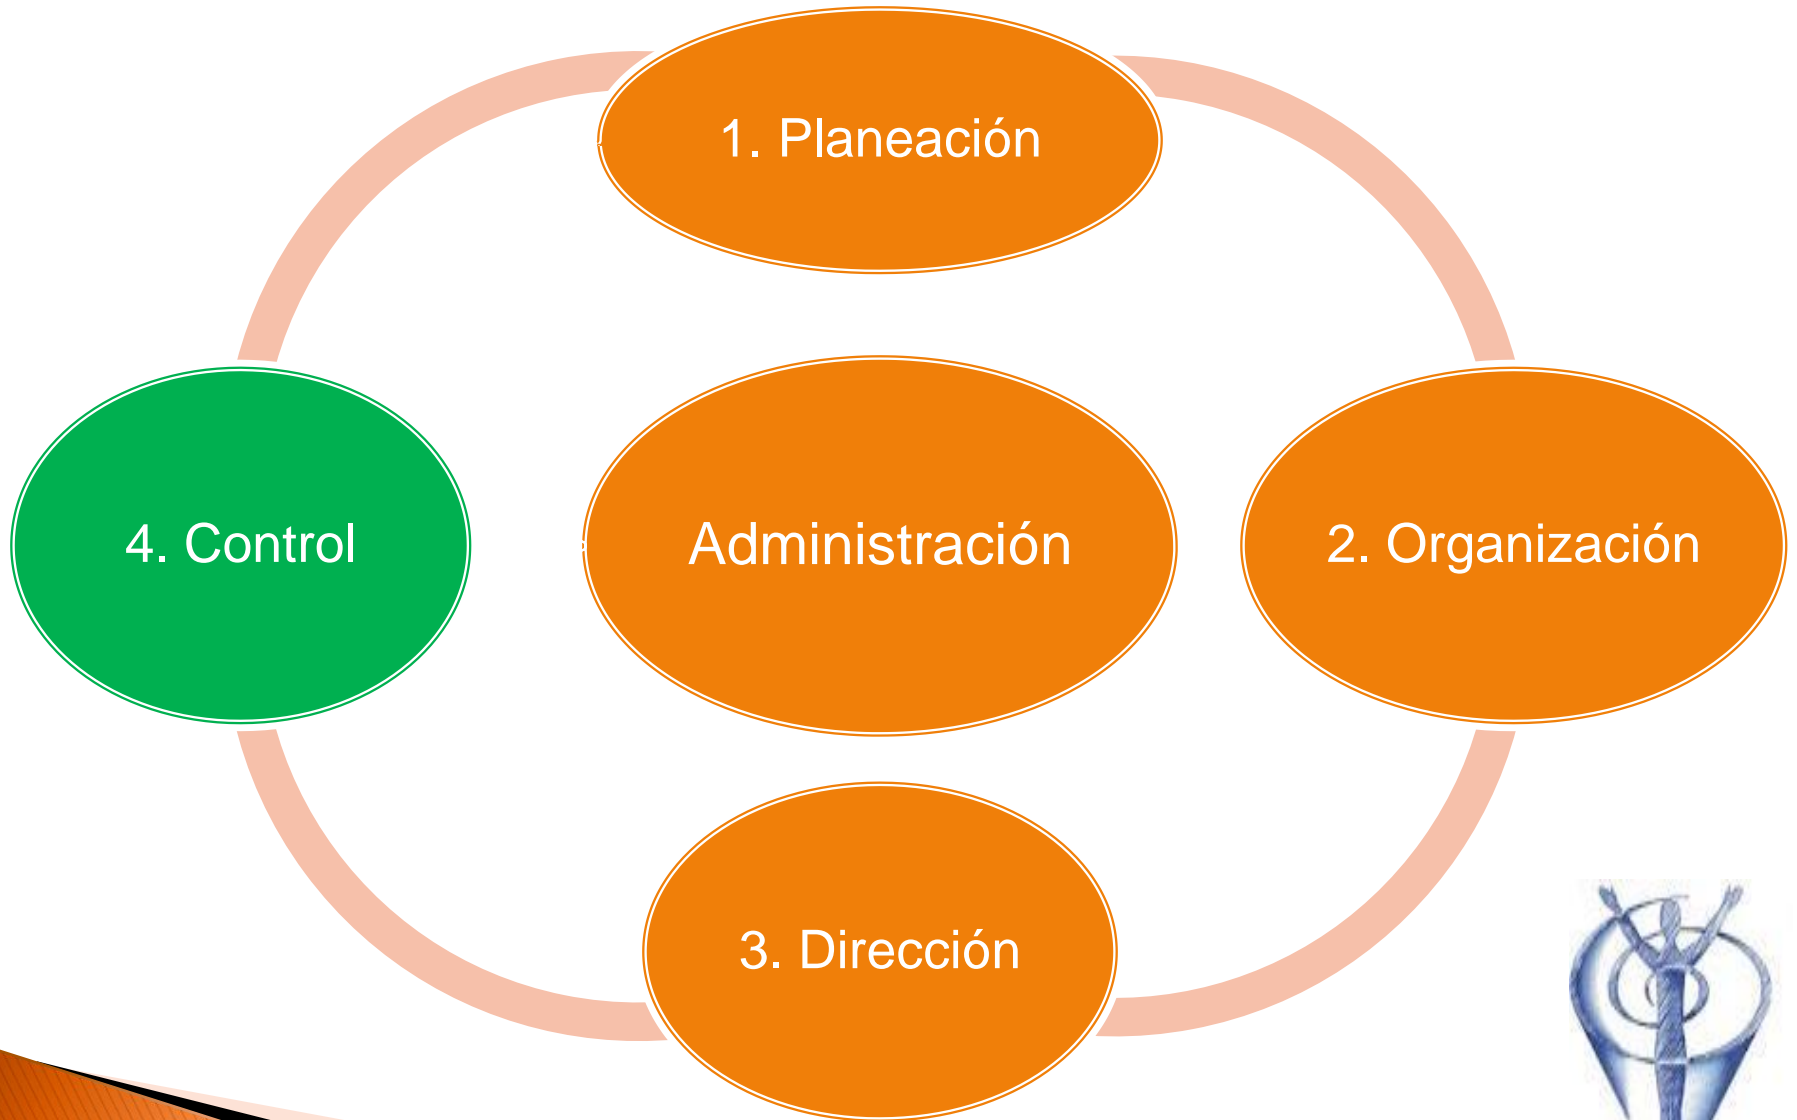 1. Planeación
4. Control
Administración
2. Organización
3. Dirección